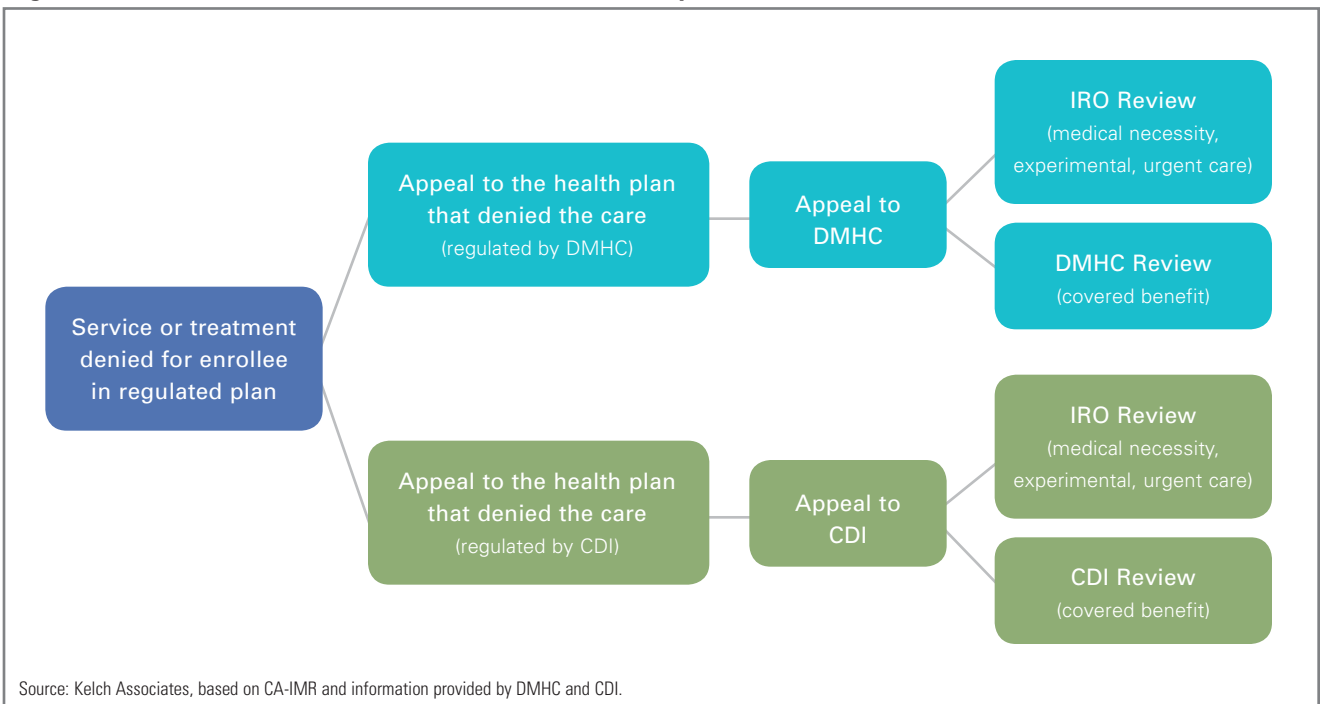 Service or treatment
denied for enrollee
in regulated plan
Appeal to the health plan
that denied the care
(regulated by DMHC)
Appeal to
DMHC
IRO Review
(medical necessity,
experimental, urgent care)
DMHC Review
(covered benefit)
Appeal to the health plan
that denied the care
(regulated by CDI)
Appeal to
CDI
IRO Review
(medical necessity,
experimental, urgent care)
CDI Review
(covered benefit)
Source: Kelch Associates, based on CA-IMR and information provided by DMHC and CDI.